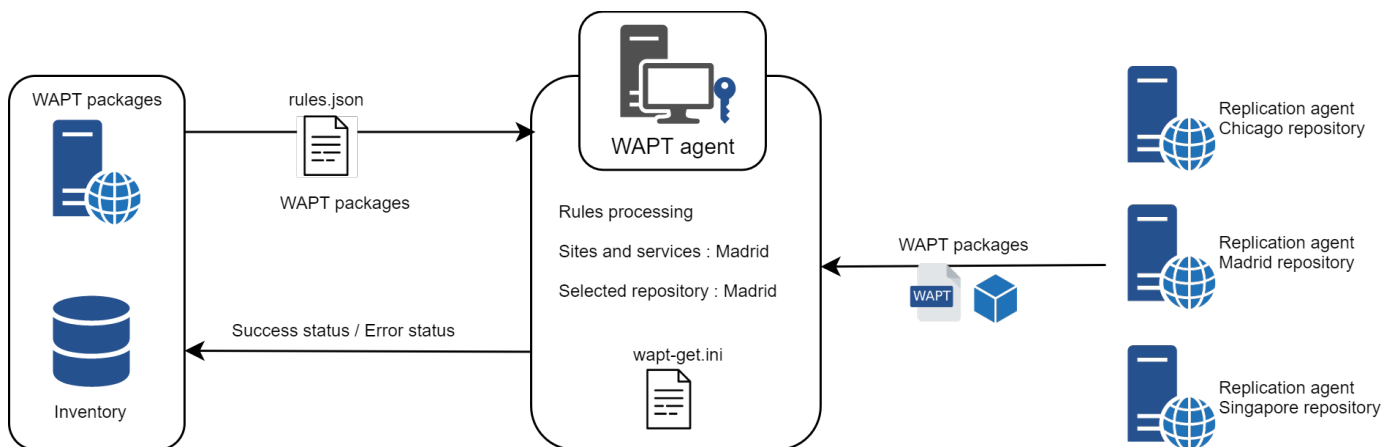 WAPT packages
Inventory
rules.json
WAPT packages
Success status / Error status
WAPT agent
Rules processing
Sites and services : Madrid
Selected repository : Madrid
wapt-get.ini
WAPT packages
WAPT
Replication agent
Chicago repository
Replication agent
Madrid repository
Replication agent
Singapore repository